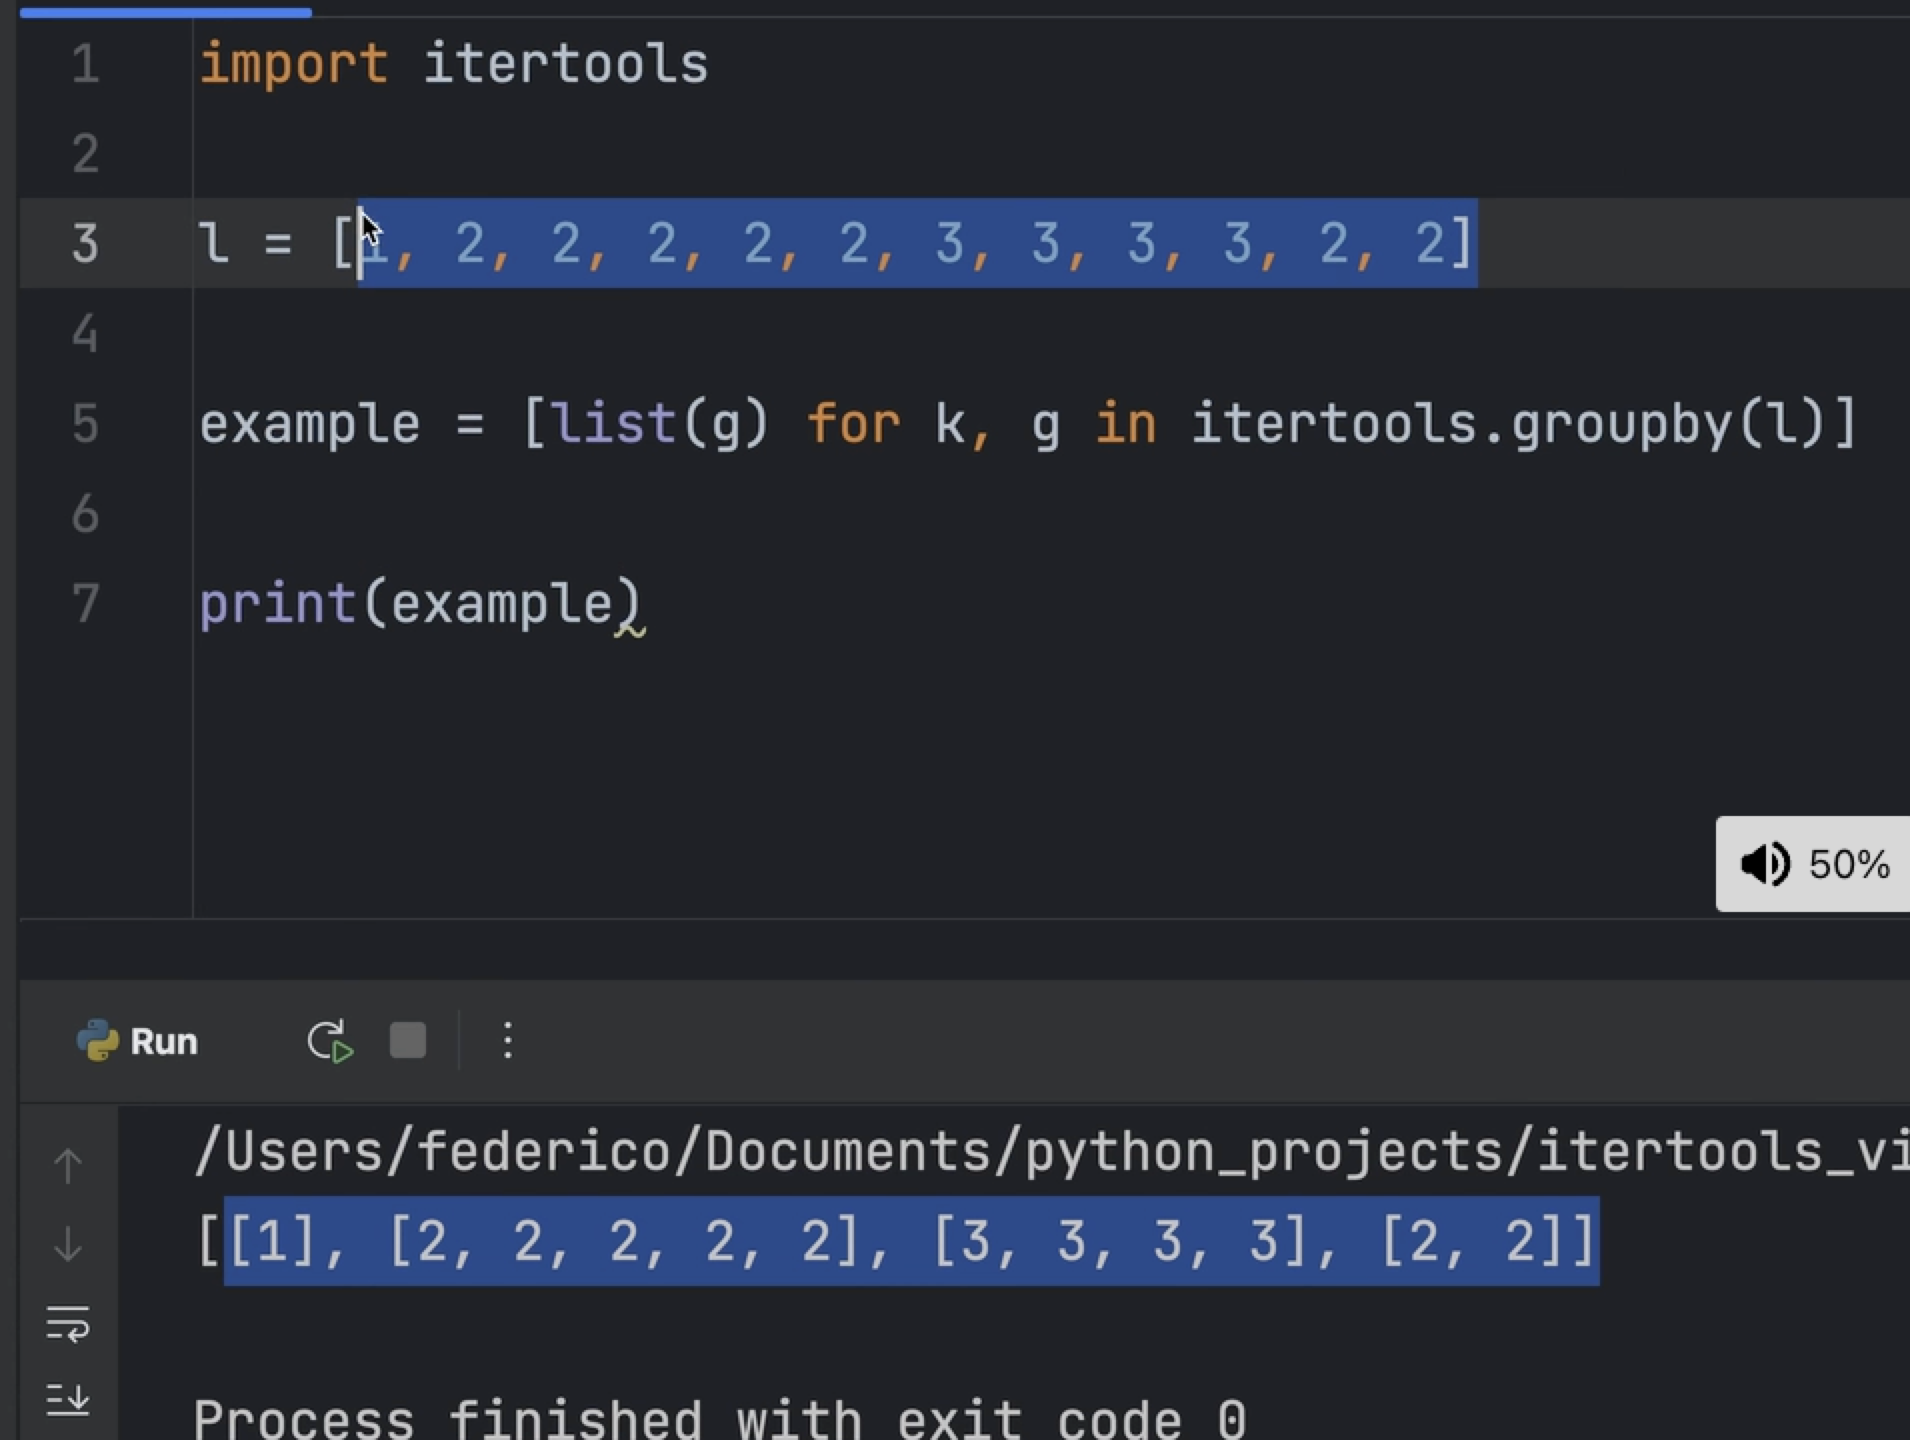 1 import itertools
2
3 l = [1, 2, 2, 2, 2, 2, 3, 3, 3, 3, 2, 2]
4
5 example = [list(g) for k, g in itertools.groupby(l)]
6
7 print(example)
50%
Run
/Users/federico/Documents/python_projects/itertools_vi
[[1], [2, 2, 2, 2, 2], [3, 3, 3, 3], [2, 2]]
Process finished with exit code 0